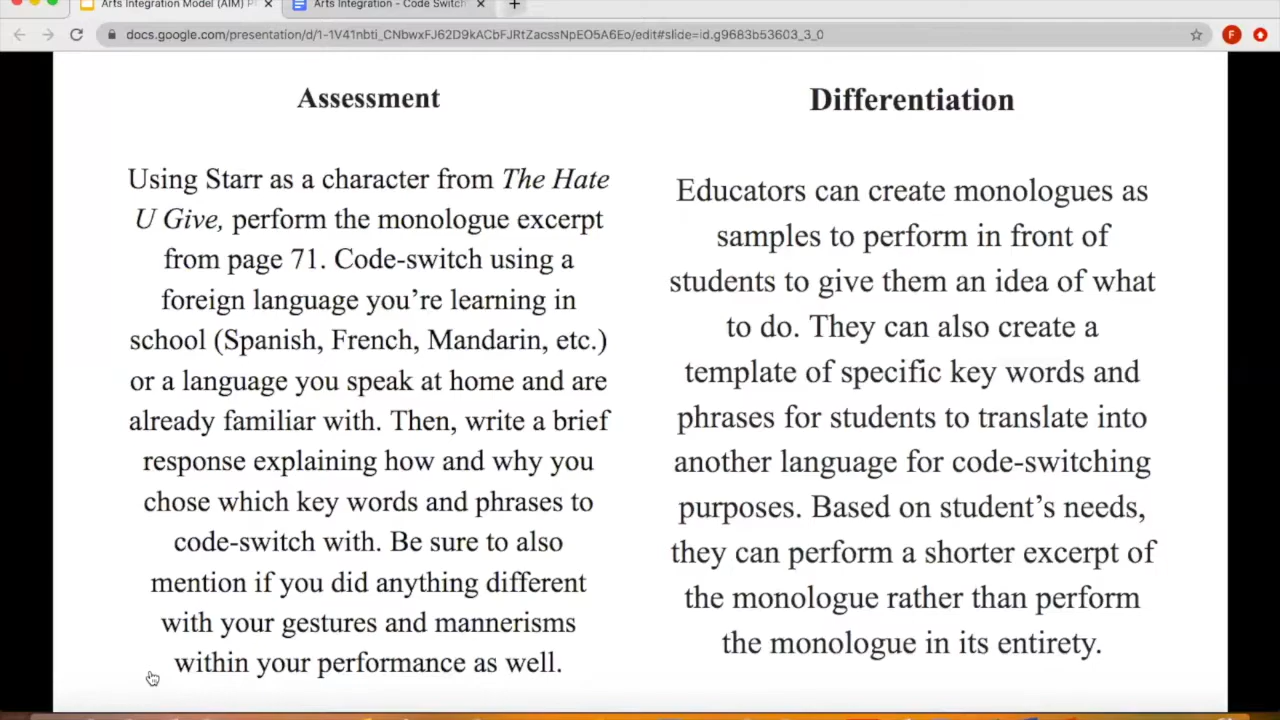 Arts Integration Model (AIM) P
Arts Integration - Code Switch
docs.google.com/presentation/d/1-1V41nbti_CNbwxFJ62D9kACbFJRtZacssNpEO5A6Eo/edit#slide=id.g9683b53603_3_0
F
Assessment
Using Starr as a character from The Hate
U Give, perform the monologue excerpt
from page 71. Code-switch using a
foreign language you’re learning in
school (Spanish, French, Mandarin, etc.)
or a language you speak at home and are
already familiar with. Then, write a brief
response explaining how and why you
chose which key words and phrases to
code-switch with. Be sure to also
mention if you did anything different
with your gestures and mannerisms
within your performance as well.
Differentiation
Educators can create monologues as
samples to perform in front of
students to give them an idea of what
to do. They can also create a
template of specific key words and
phrases for students to translate into
another language for code-switching
purposes. Based on student’s needs,
they can perform a shorter excerpt of
the monologue rather than perform
the monologue in its entirety.